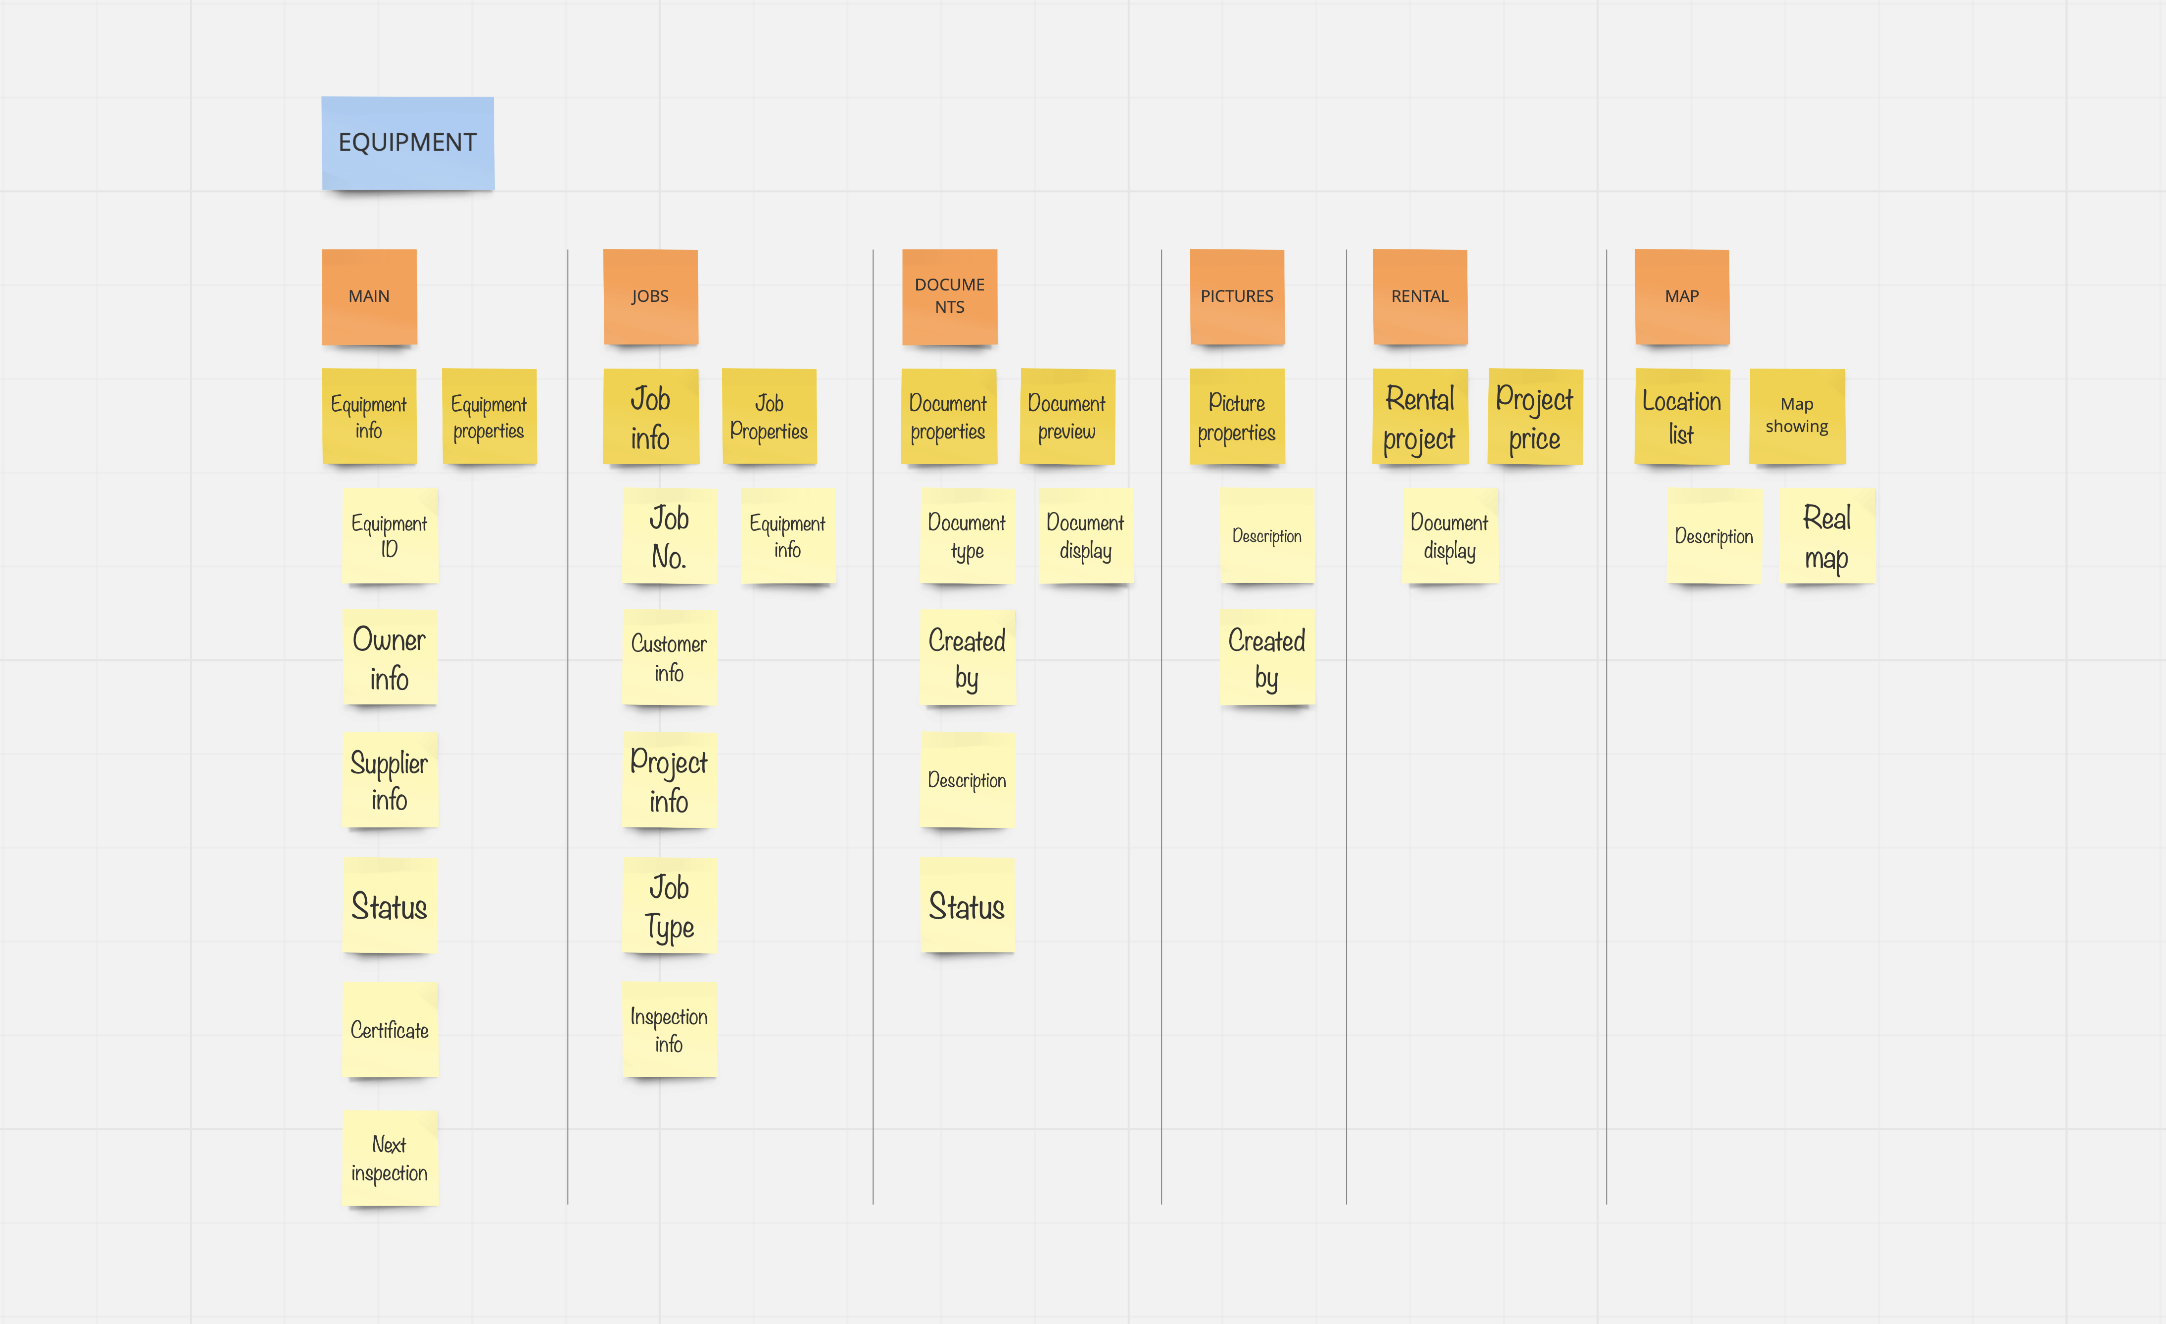 EQUIPMENT
MAIN
JOBS
DOCUME
NTS
PICTURES
RENTAL
MAP
Equipment
info
Equipment
properties
Job
info
Job
Properties
Document
properties
Document
preview
Picture
properties
Rental
project
Project
price
Location
list
Map
showing
Equipment
ID
Job
No.
Equipment
info
Document
type
Document
display
Description
Document
display
Description
Real
map
Owner
info
Customer
info
Created
by
Created
by
Supplier
info
Project
info
Description
Status
Job
Type
Status
Certificate
Inspection
info
Next
inspection